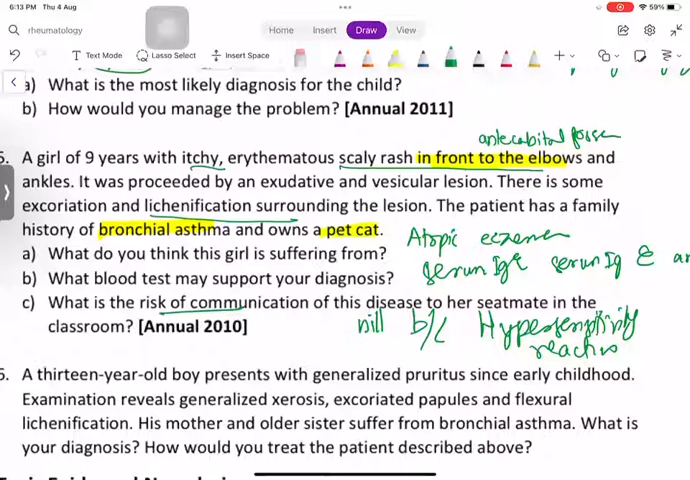 6:13 PM Thu 4 Aug
59%
rheumatology
Home Insert Draw View
Text Mode Lasso Select Insert Space
a) What is the most likely diagnosis for the child?
b) How would you manage the problem? [Annual 2011]
antecubital fossa
5. A girl of 9 years with itchy, erythematous scaly rash in front to the elbows and
ankles. It was proceeded by an exudative and vesicular lesion. There is some
excoriation and lichenification surrounding the lesion. The patient has a family
history of bronchial asthma and owns a pet cat.
Atopic eczema
a) What do you think this girl is suffering from?
b) What blood test may support your diagnosis?
serum IgE serum Ig E an
c) What is the risk of communication of this disease to her seatmate in the
classroom? [Annual 2010]
nill b/c Hypersensitivity
reaction
6. A thirteen-year-old boy presents with generalized pruritus since early childhood.
Examination reveals generalized xerosis, excoriated papules and flexural
lichenification. His mother and older sister suffer from bronchial asthma. What is
your diagnosis? How would you treat the patient described above?